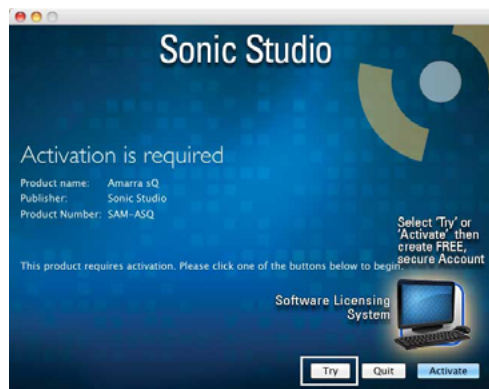 Sonic Studio
Activation is required
Product name: Amarra sQ
Publisher: Sonic Studio
Product Number: SAM-ASQ
Select 'Try' or
'Activate' then
create FREE,
secure Account
This product requires activation. Please click one of the buttons below to begin.
Software Licensing
System
Try Quit Activate